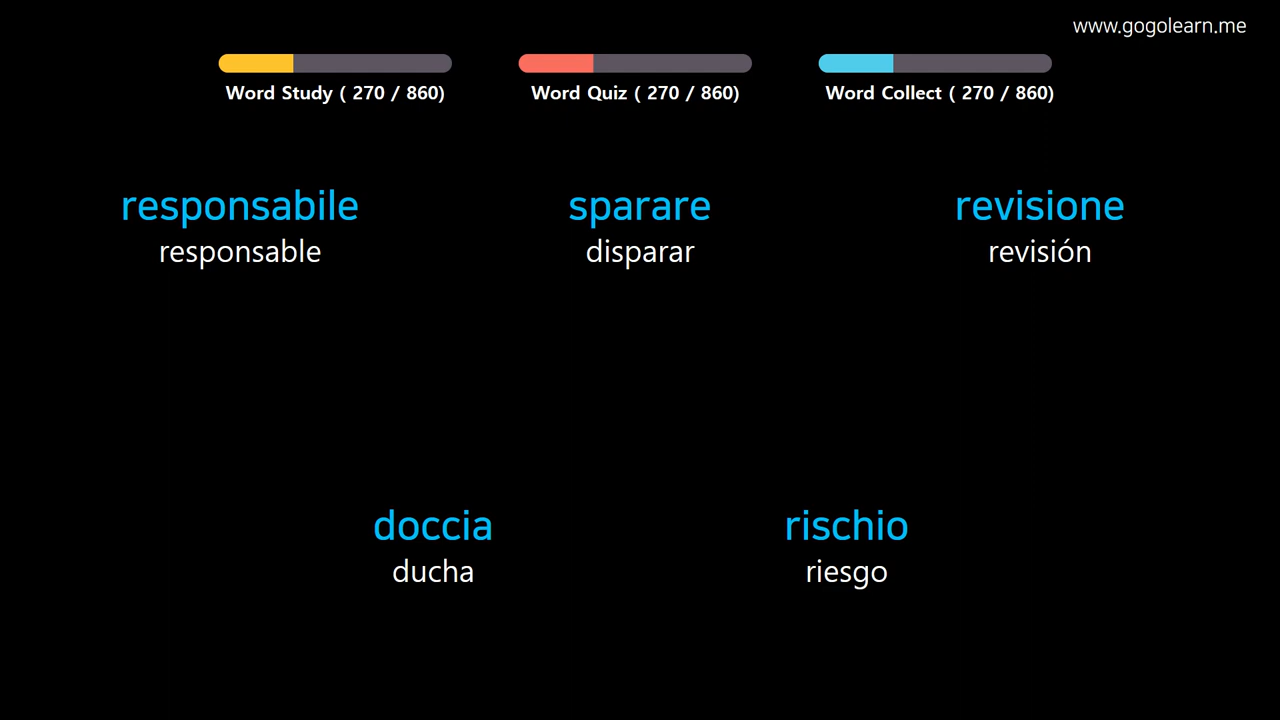 www.gogolearn.me
Word Study ( 270 / 860)
Word Quiz ( 270 / 860)
Word Collect ( 270 / 860)
responsabile
responsable
sparare
disparar
revisione
revisión
doccia
ducha
rischio
riesgo